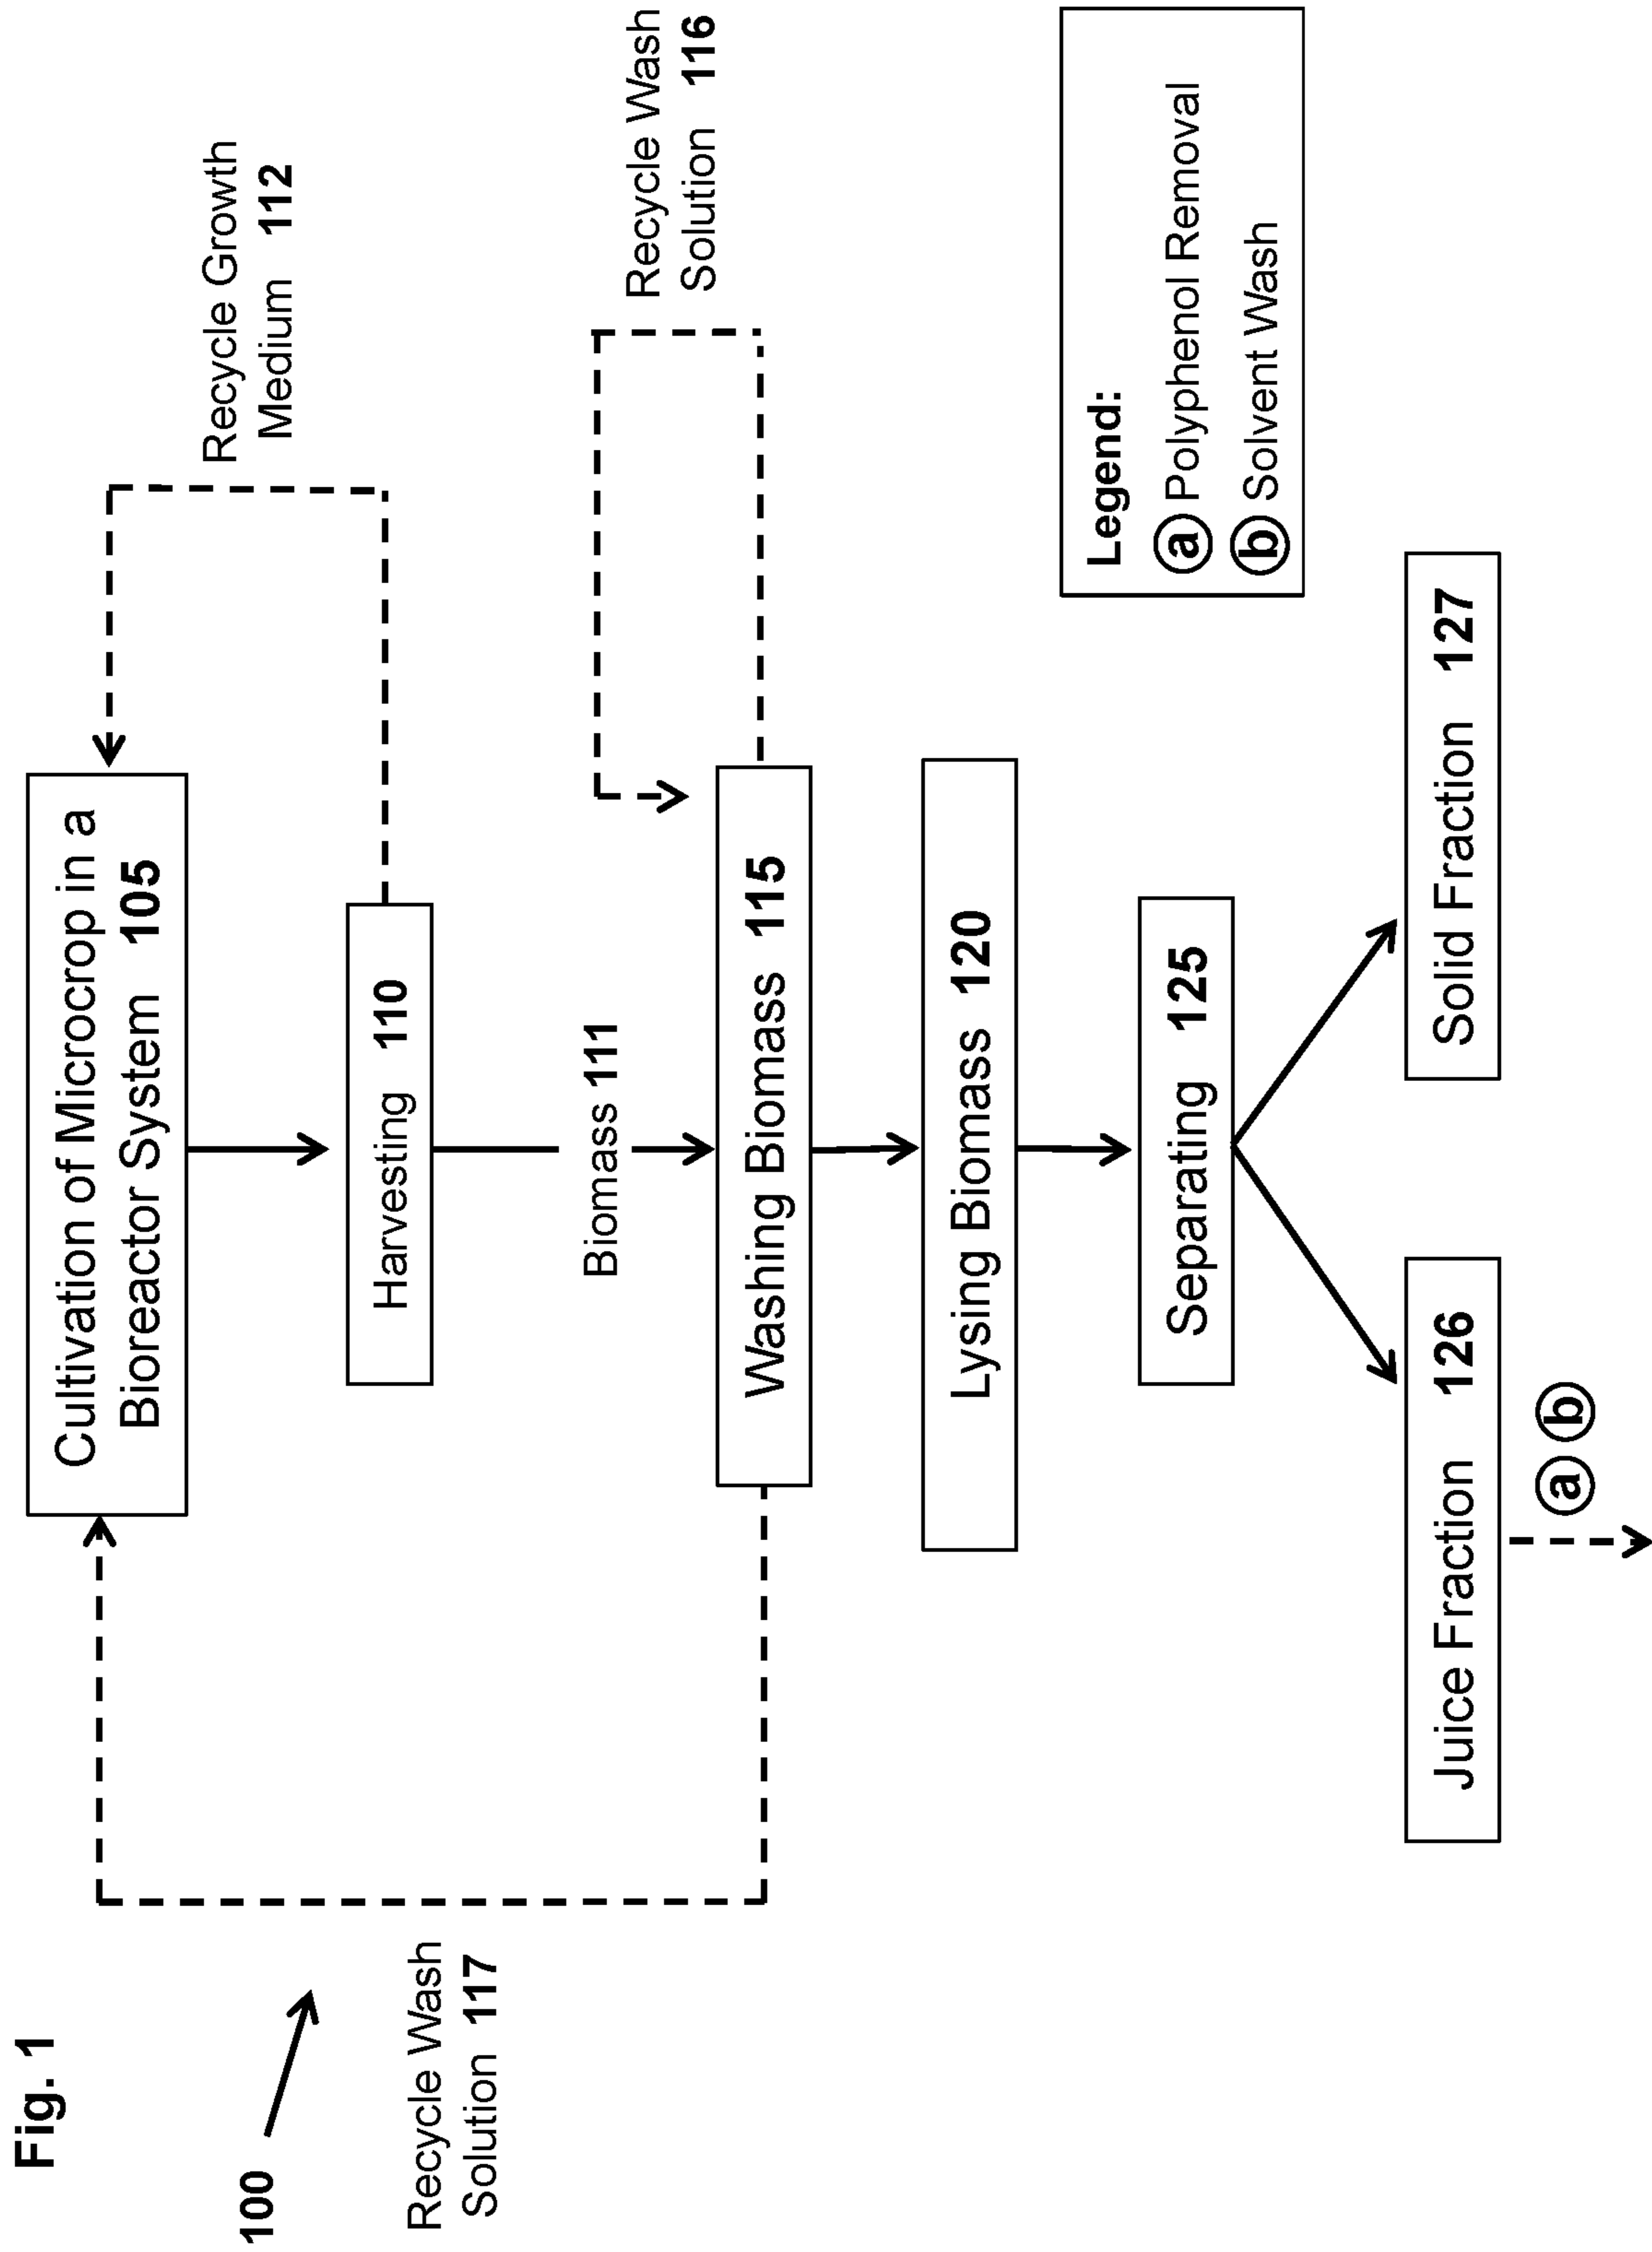 Fig. 1
100
Cultivation of Microcrop in a
Bioreactor System 105
Recycle Growth
Medium 112
Harvesting 110
Recycle Wash
Solution 117
Biomass 111
Recycle Wash
Solution 116
Washing Biomass 115
Lysing Biomass 120
Separating 125
Legend:
a Polyphenol Removal
b Solvent Wash
Juice Fraction 126
Solid Fraction 127
a b